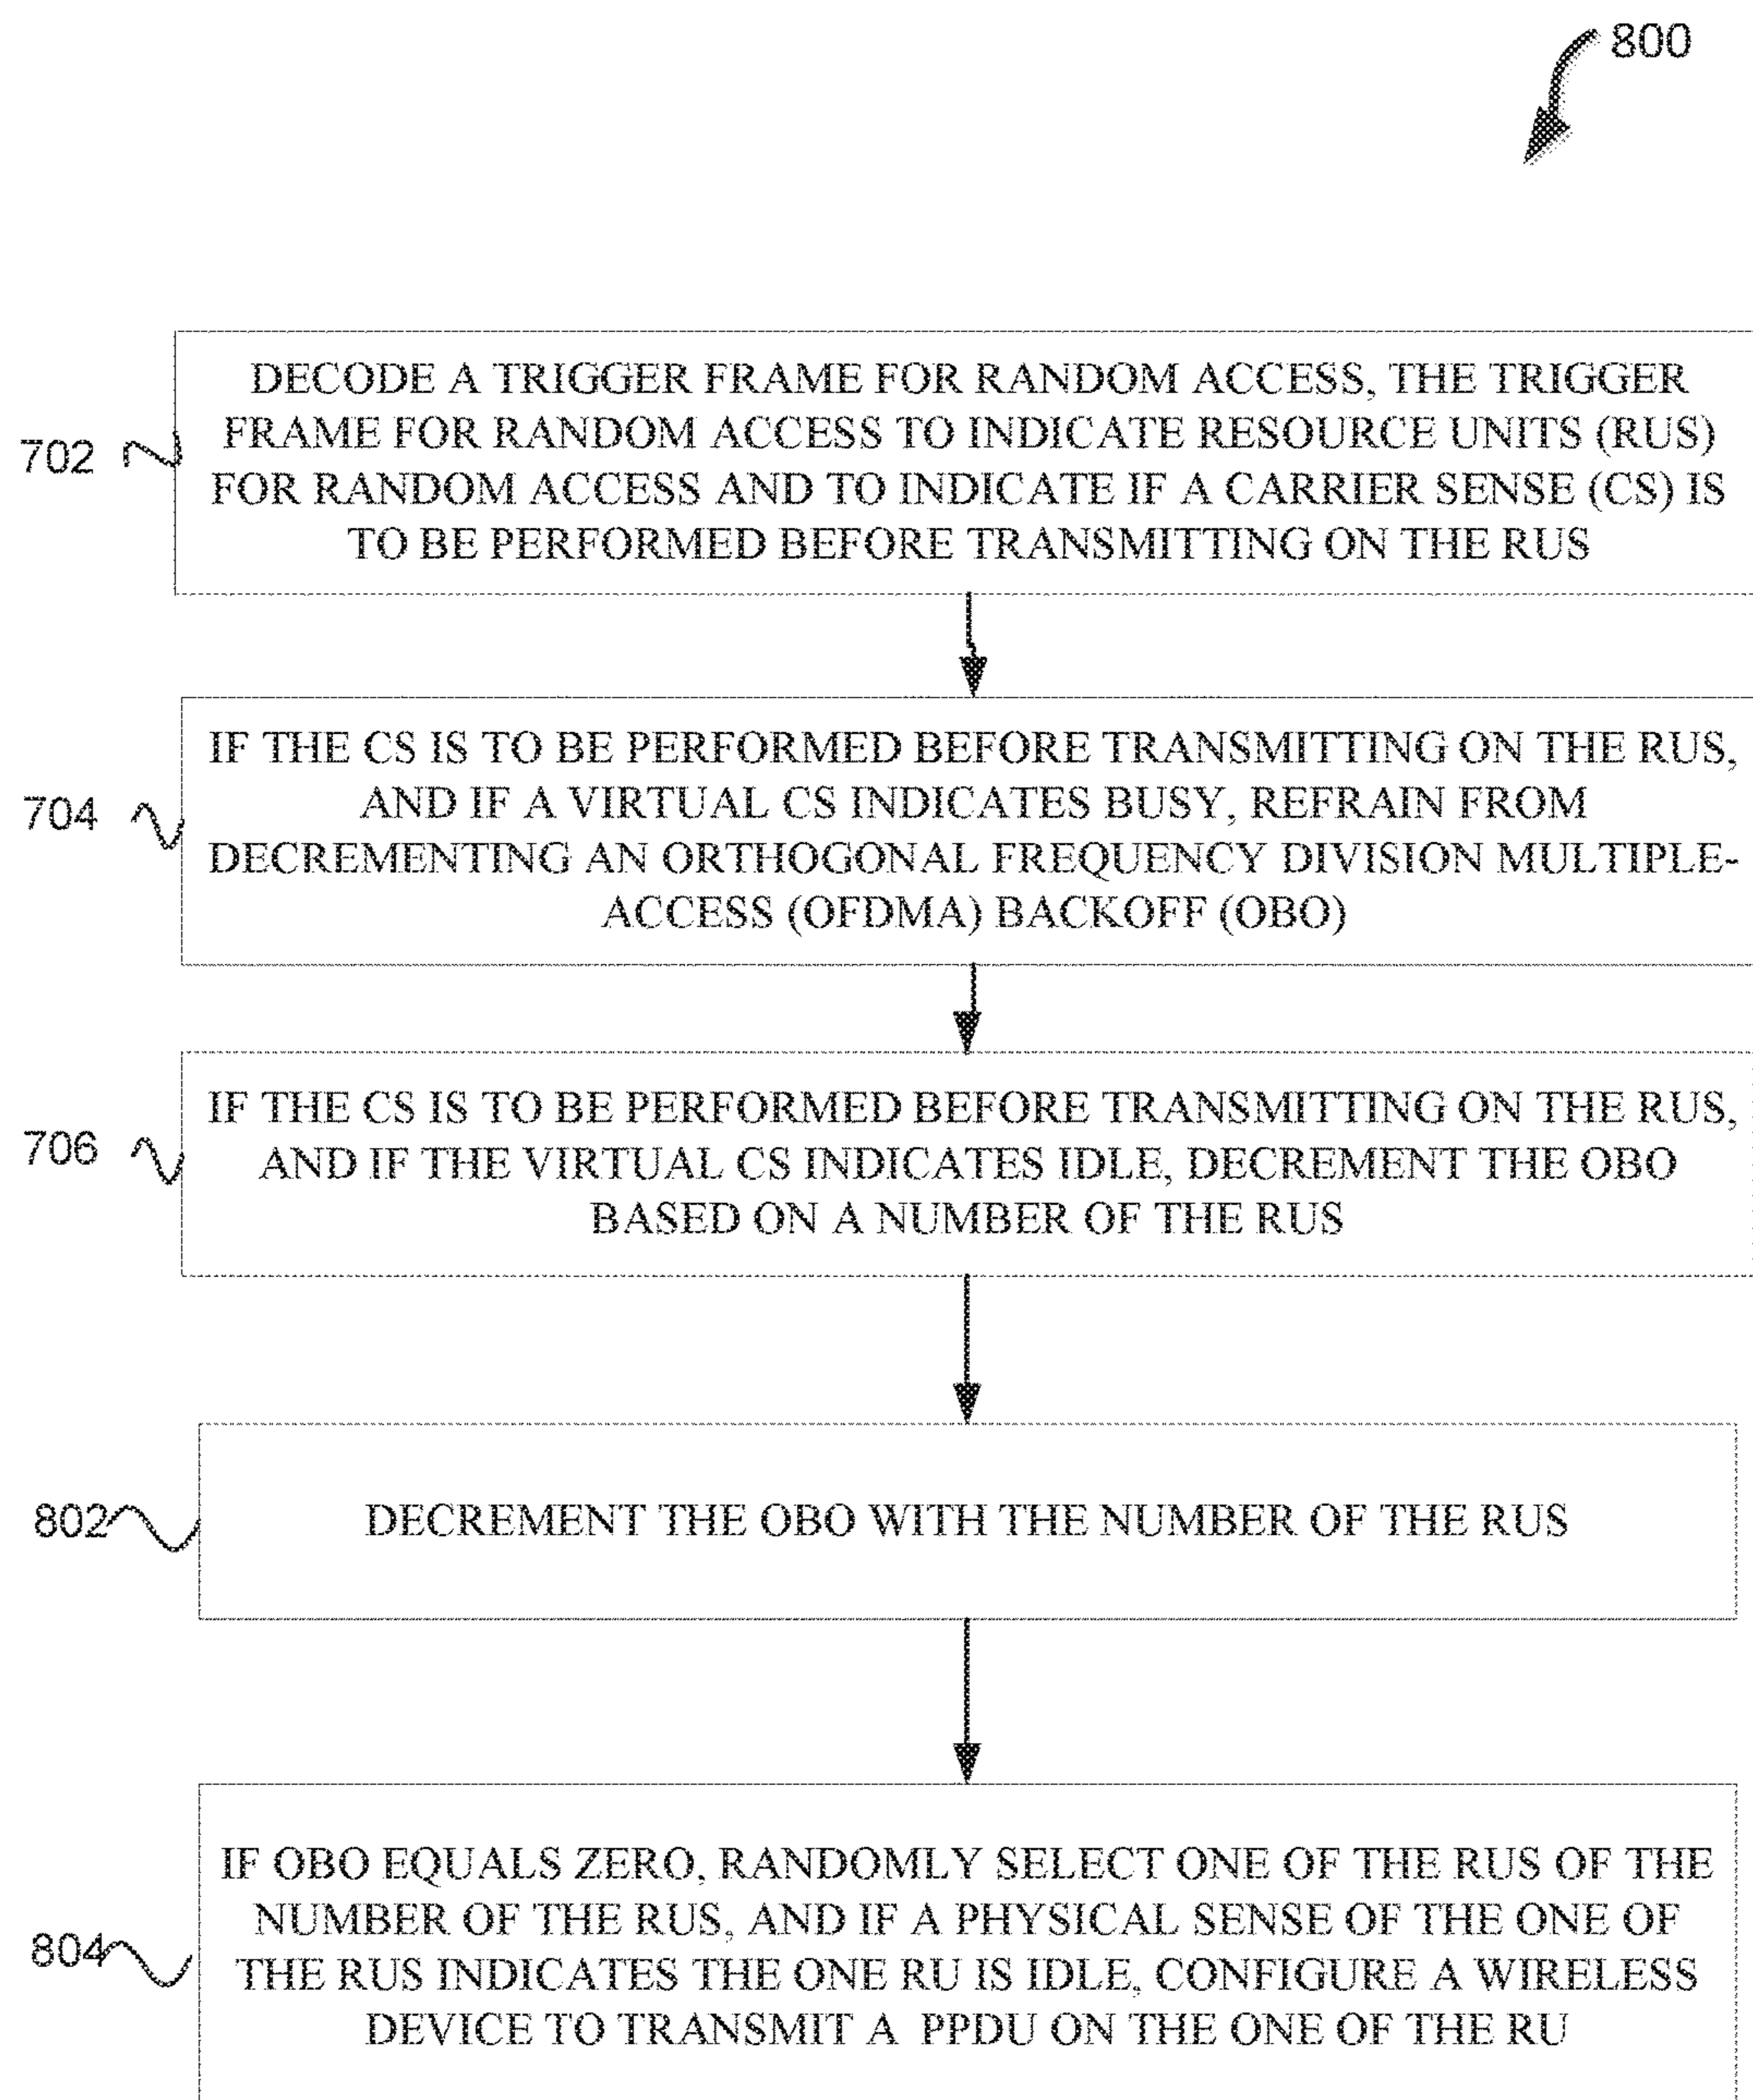 800
DECODE A TRIGGER FRAME FOR RANDOM ACCESS, THE TRIGGER
FRAME FOR RANDOM ACCESS TO INDICATE RESOURCE UNITS (RUS)
702
FOR RANDOM ACCESS AND TO INDICATE IF A CARRIER SENSE (CS) IS
TO BE PERFORMED BEFORE TRANSMITTING ON THE RUS
IF THE CS IS TO BE PERFORMED BEFORE TRANSMITTING ON THE RUS,
704
AND IF A VIRTUAL CS INDICATES BUSY, REFRAIN FROM
DECREMENTING AN ORTHOGONAL FREQUENCY DIVISION MULTIPLE-
ACCESS (OFDMA) BACKOFF (OBO)
IF THE CS IS TO BE PERFORMED BEFORE TRANSMITTING ON THE RUS,
706
AND IF THE VIRTUAL CS INDICATES IDLE, DECREMENT THE OBO
BASED ON A NUMBER OF THE RUS
802
DECREMENT THE OBO WITH THE NUMBER OF THE RUS
IF OBO EQUALS ZERO, RANDOMLY SELECT ONE OF THE RUS OF THE
NUMBER OF THE RUS, AND IF A PHYSICAL SENSE OF THE ONE OF
804
THE RUS INDICATES THE ONE RU IS IDLE, CONFIGURE A WIRELESS
DEVICE TO TRANSMIT A PPDU ON THE ONE OF THE RU